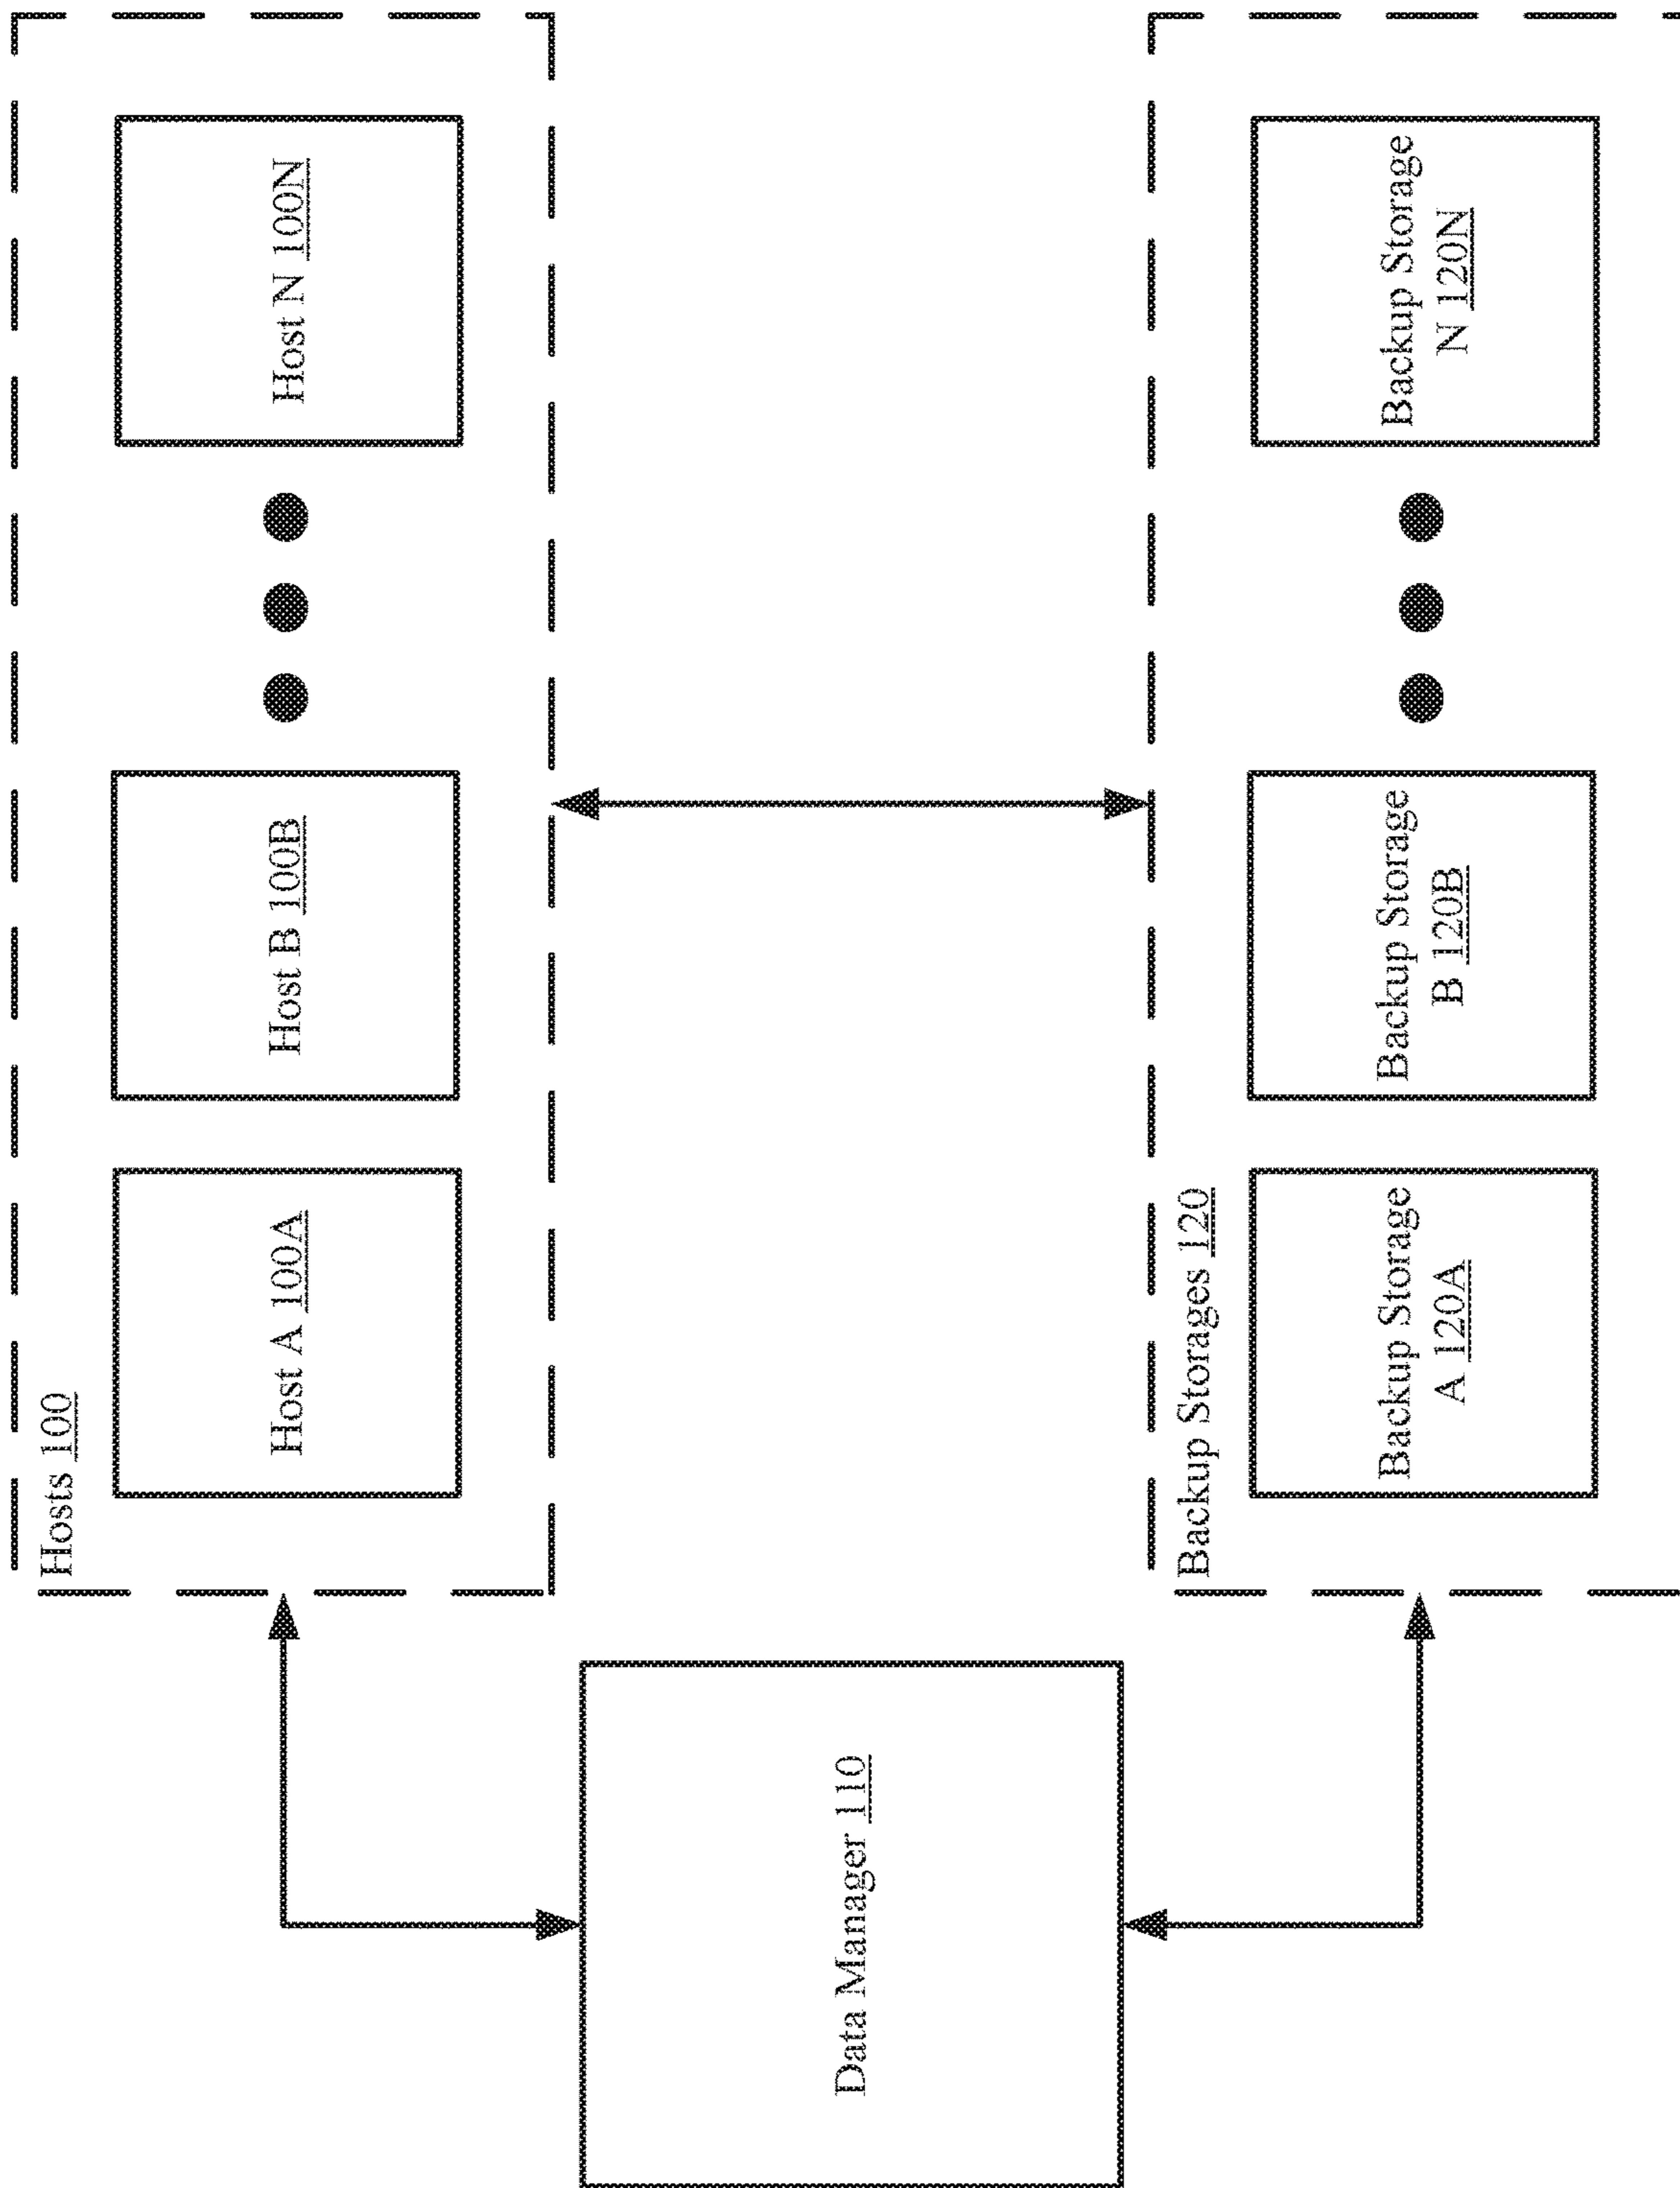 Hosts 100
Host A 100A
Host B 100B
Host N 100N
Data Manager 110
Backup Storages 120
Backup Storage
A 120A
Backup Storage
B 120B
Backup Storage
N 120N